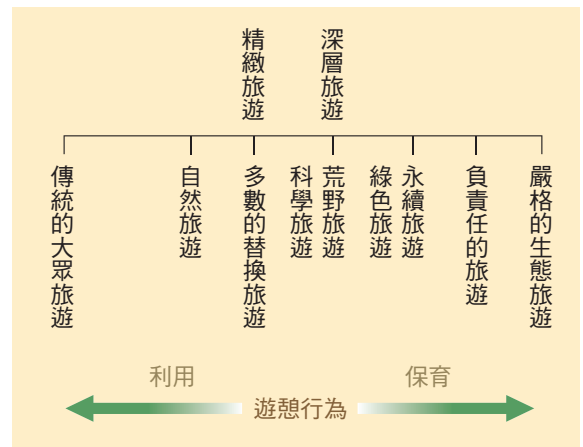 精緻旅遊
深層旅遊
傳統的大眾旅遊
自然旅遊
多數的替換旅遊
科學旅遊
荒野旅遊
綠色旅遊
永續旅遊
負責任的旅遊
嚴格的生態旅遊
利用
保育
遊憩行為